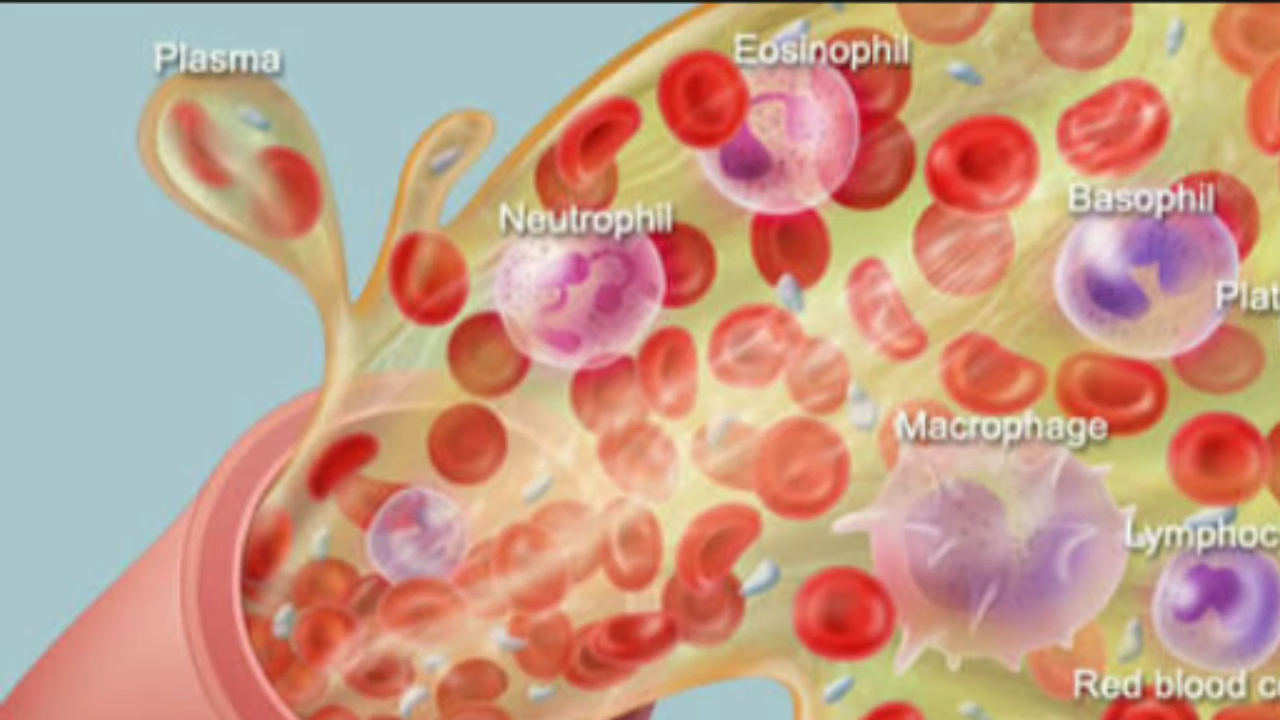 Plasma
Eosinophil
Basophil
Neutrophil
Plat
Macrophage
Lymphoc
Red blood c